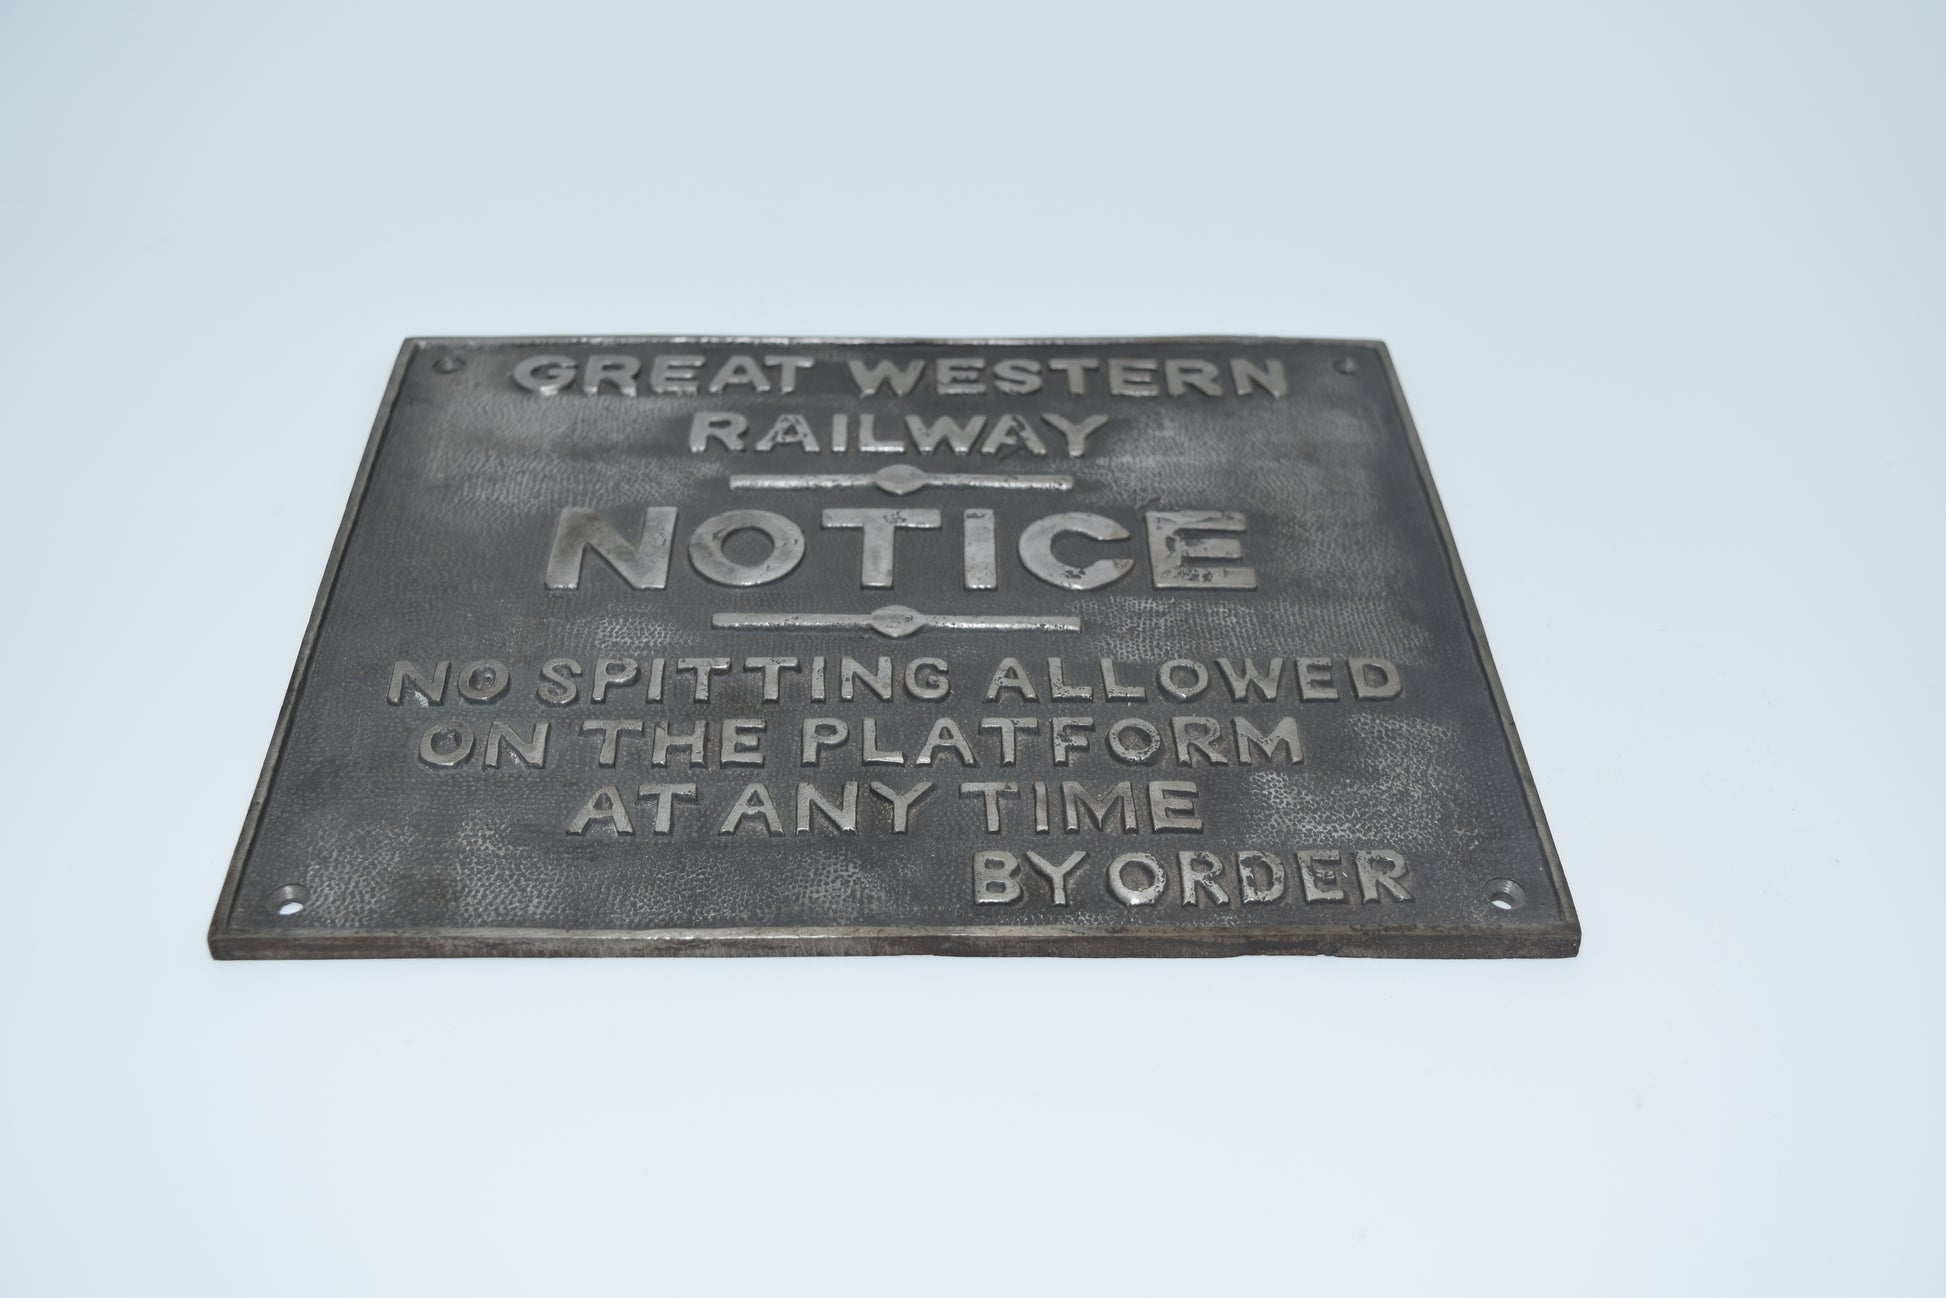 GREAT WESTERN
RAILWAY
NOTICE
NO SPITTING ALLOWED
ON THE PLATFORM
AT ANY TIME
BY ORDER